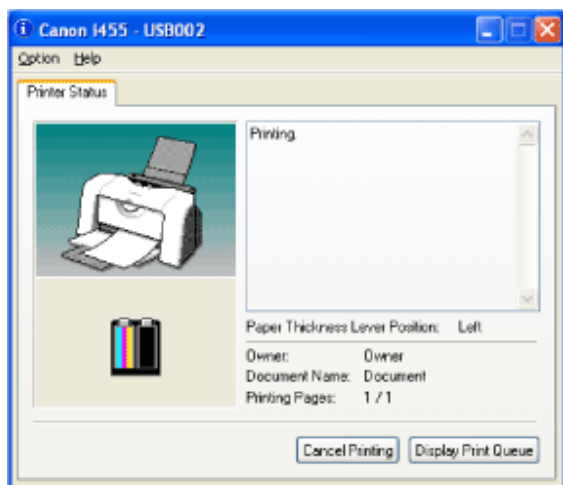 Canon i455 - USB002
Option Help
Printer Status
Printing.
Paper Thickness Lever Position: Left
Owner: Owner
Document Name: Document
Printing Pages: 1 / 1
Cancel Printing Display Print Queue